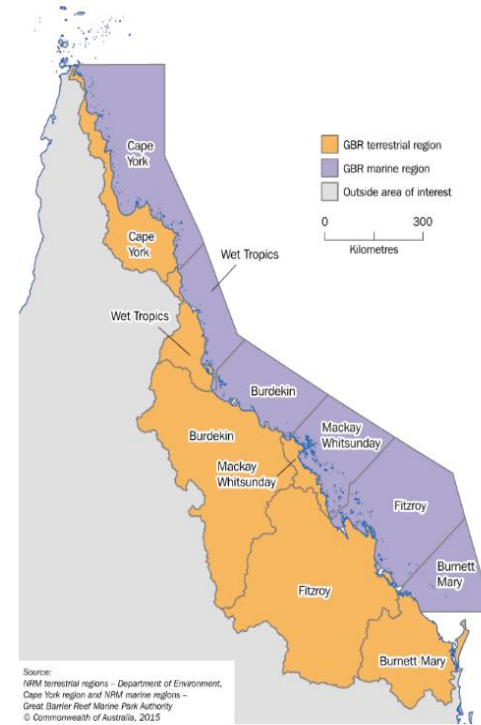 Cape
York
GBR terrestrial region
GBR marine region
Outside area of interest
0 300
Kilometres
Cape
York
Wet Tropics
Wet Tropics
Burdekin
Burdekin
Mackay
Whitsunday
Mackay
Whitsunday
Fitzroy
Fitzroy
Burnett
Mary
Burnett Mary
Source:
NRM terrestrial regions – Department of Environment,
Cape York region and NRM marine regions –
Great Barrier Reef Marine Park Authority
© Commonwealth of Australia, 2015